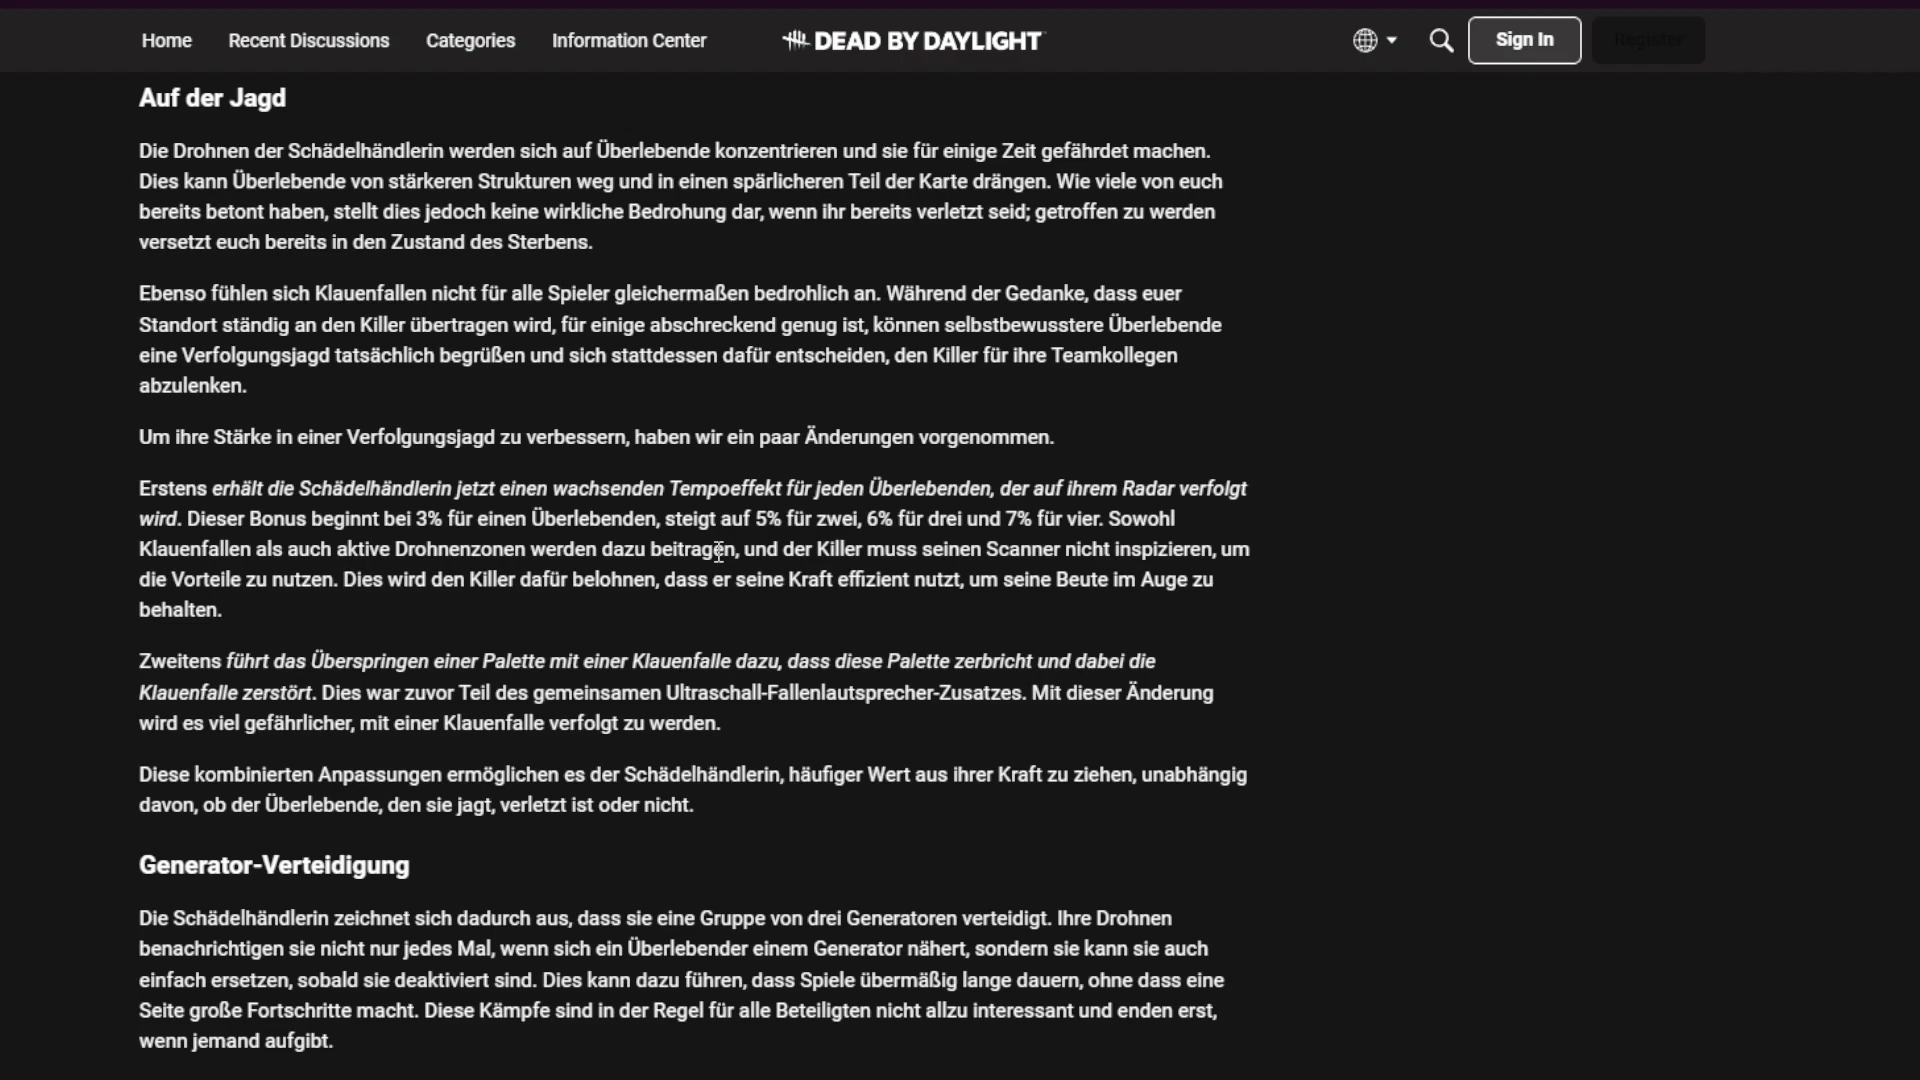 Home Recent Discussions Categories Information Center DEAD BY DAYLIGHT Sign In Register
Auf der Jagd
Die Drohnen der Schädelhändlerin werden sich auf Überlebende konzentrieren und sie für einige Zeit gefährdet machen.
Dies kann Überlebende von stärkeren Strukturen weg und in einen spärlicheren Teil der Karte drängen. Wie viele von euch
bereits betont haben, stellt dies jedoch keine wirkliche Bedrohung dar, wenn ihr bereits verletzt seid; getroffen zu werden
versetzt euch bereits in den Zustand des Sterbens.
Ebenso fühlen sich Klauenfallen nicht für alle Spieler gleichermaßen bedrohlich an. Während der Gedanke, dass euer
Standort ständig an den Killer übertragen wird, für einige abschreckend genug ist, können selbstbewusstere Überlebende
eine Verfolgungsjagd tatsächlich begrüßen und sich stattdessen dafür entscheiden, den Killer für ihre Teamkollegen
abzulenken.
Um ihre Stärke in einer Verfolgungsjagd zu verbessern, haben wir ein paar Änderungen vorgenommen.
Erstens erhält die Schädelhändlerin jetzt einen wachsenden Tempoeffekt für jeden Überlebenden, der auf ihrem Radar verfolgt
wird. Dieser Bonus beginnt bei 3% für einen Überlebenden, steigt auf 5% für zwei, 6% für drei und 7% für vier. Sowohl
Klauenfallen als auch aktive Drohnenzonen werden dazu beitragen, und der Killer muss seinen Scanner nicht inspizieren, um
die Vorteile zu nutzen. Dies wird den Killer dafür belohnen, dass er seine Kraft effizient nutzt, um seine Beute im Auge zu
behalten.
Zweitens führt das Überspringen einer Palette mit einer Klauenfalle dazu, dass diese Palette zerbricht und dabei die
Klauenfalle zerstört. Dies war zuvor Teil des gemeinsamen Ultraschall-Fallenlautsprecher-Zusatzes. Mit dieser Änderung
wird es viel gefährlicher, mit einer Klauenfalle verfolgt zu werden.
Diese kombinierten Anpassungen ermöglichen es der Schädelhändlerin, häufiger Wert aus ihrer Kraft zu ziehen, unabhängig
davon, ob der Überlebende, den sie jagt, verletzt ist oder nicht.
Generator-Verteidigung
Die Schädelhändlerin zeichnet sich dadurch aus, dass sie eine Gruppe von drei Generatoren verteidigt. Ihre Drohnen
benachrichtigen sie nicht nur jedes Mal, wenn sich ein Überlebender einem Generator nähert, sondern sie kann sie auch
einfach ersetzen, sobald sie deaktiviert sind. Dies kann dazu führen, dass Spiele übermäßig lange dauern, ohne dass eine
Seite große Fortschritte macht. Diese Kämpfe sind in der Regel für alle Beteiligten nicht allzu interessant und enden erst,
wenn jemand aufgibt.